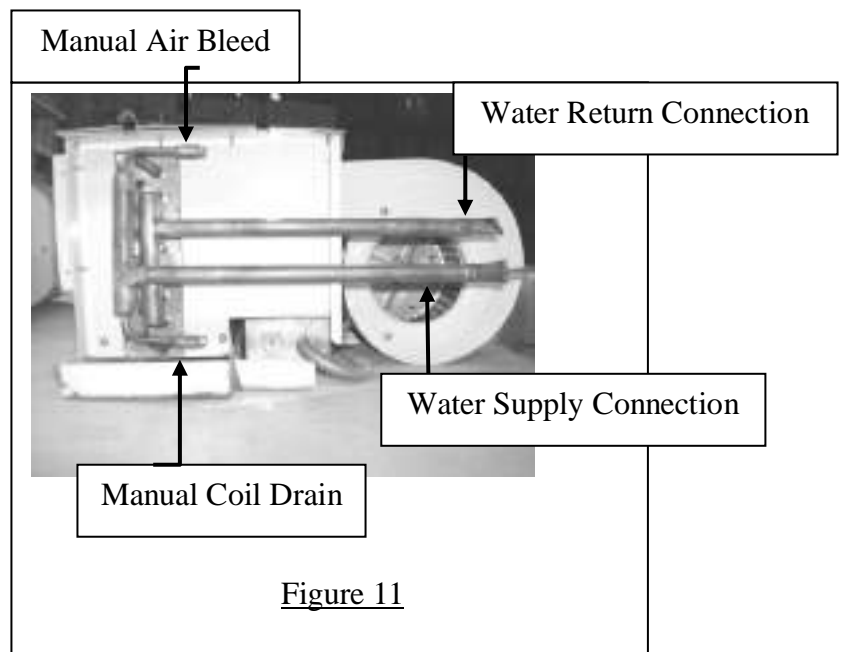 Manual Air Bleed
Water Return Connection
Water Supply Connection
Manual Coil Drain
Figure 11